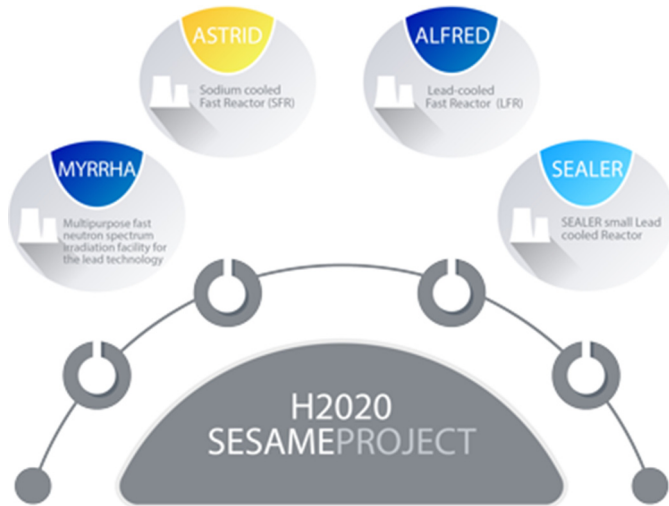 ASTRID
Sodium cooled
Fast Reactor (SFR)
ALFRED
Lead-cooled
Fast Reactor (LFR)
MYRRHA
Multipurpose fast
neutron spectrum
irradiation facility for
the lead technology
SEALER
SEALER small Lead
cooled Reactor
H2020
SESAMEPROJECT